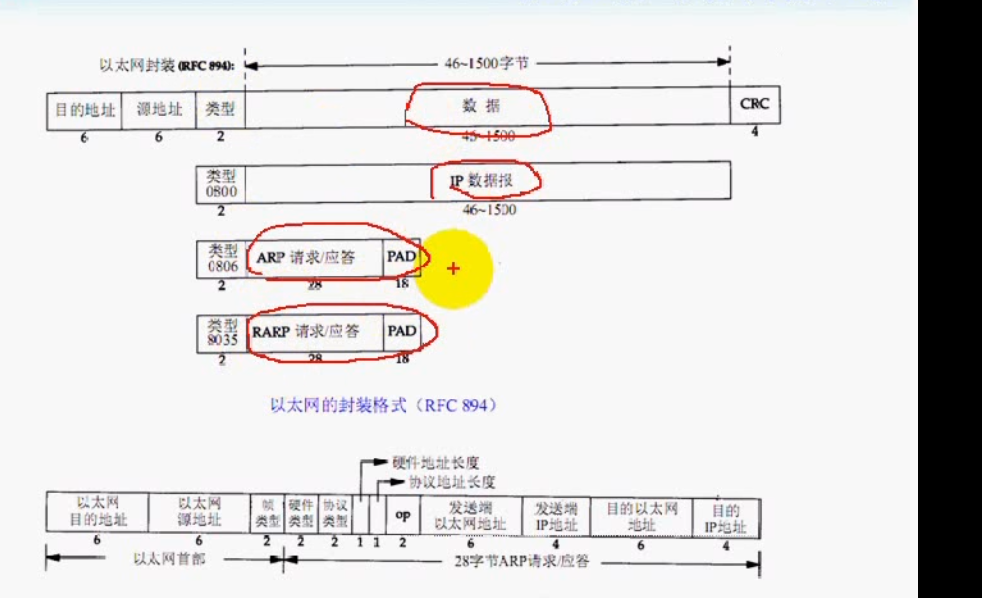 以太网封装(RFC 894):
46~1500字节
目的地址 源地址 类型 数 据 CRC
6 6 2 46~1500 4
类型
0800
IP 数据报
2 46~1500
类型
0806
ARP 请求/应答 PAD
2 28 18
类型
8035
RARP 请求/应答 PAD
2 28 18
以太网的封装格式（RFC 894）
硬件地址长度
协议地址长度
以太网
目的地址
以太网
源地址
帧
类型
硬件
类型
协议
类型
op
发送端
以太网地址
发送端
IP地址
目的以太网
地址
目的
IP地址
6 6 2 2 2 1 1 2 6 4 6 4
以太网首部 28字节ARP请求/应答